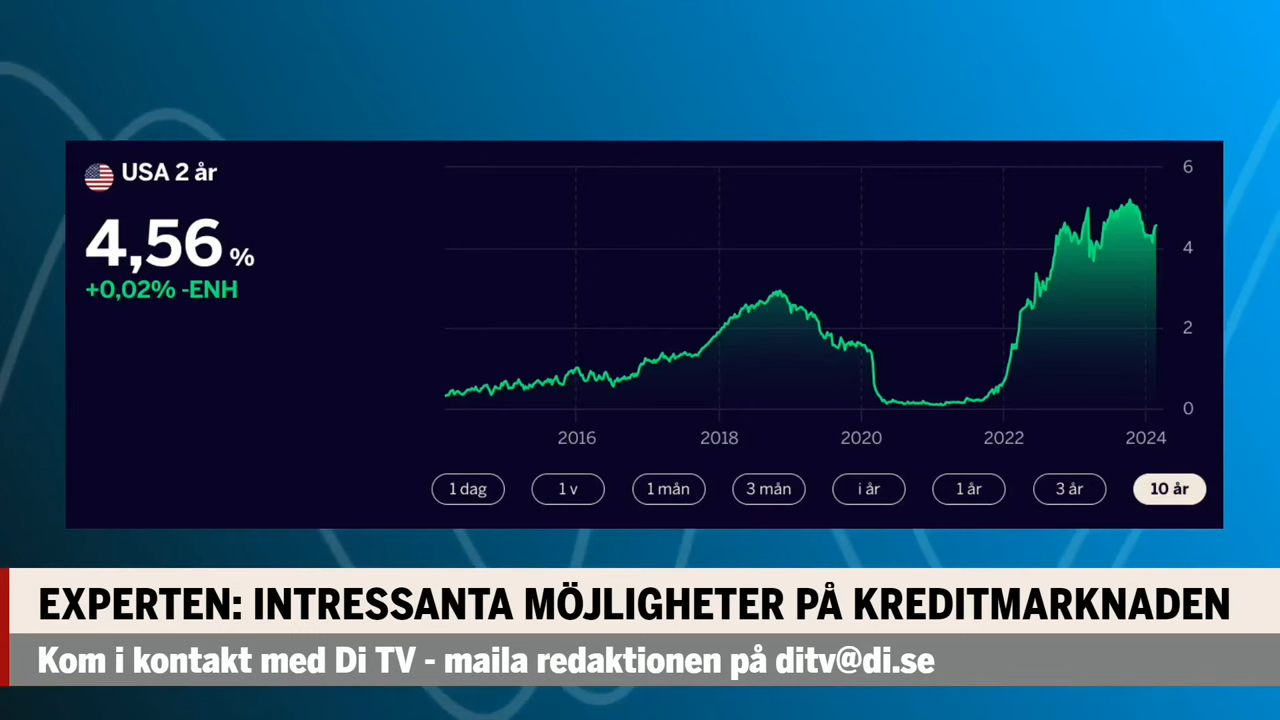 USA 2 år
4,56 %
+0,02% -ENH
6
4
2
0
2016 2018 2020 2022 2024
1 dag 1 v 1 mån 3 mån i år 1 år 3 år 10 år
EXPERTEN: INTRESSANTA MÖJLIGHETER PÅ KREDITMARKNADEN
Kom i kontakt med Di TV - maila redaktionen på ditv@di.se